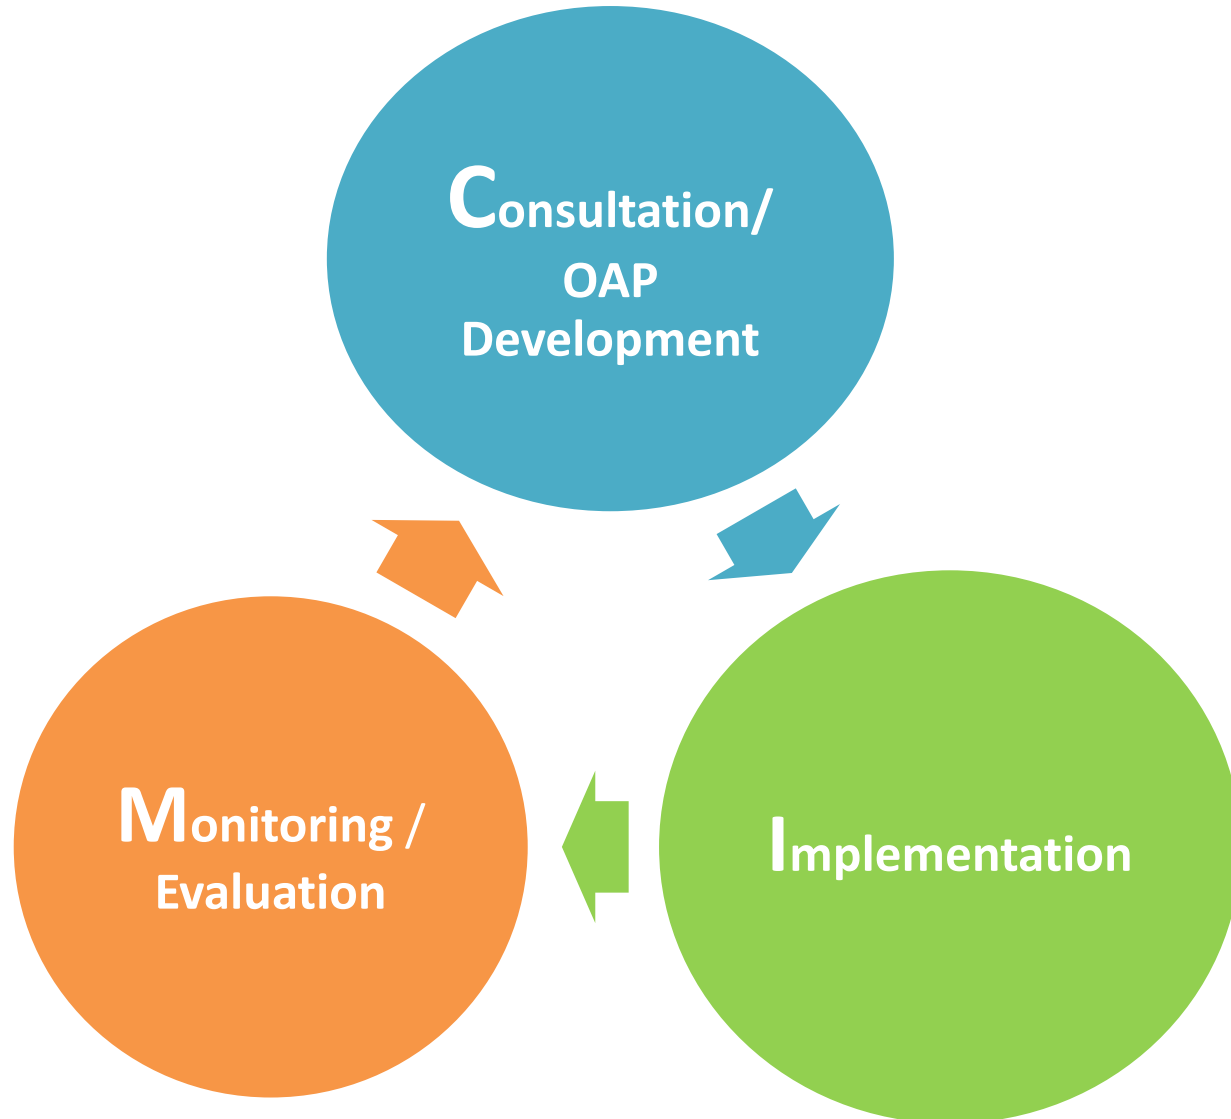 Consultation/
OAP
Development
Monitoring /
Evaluation
Implementation